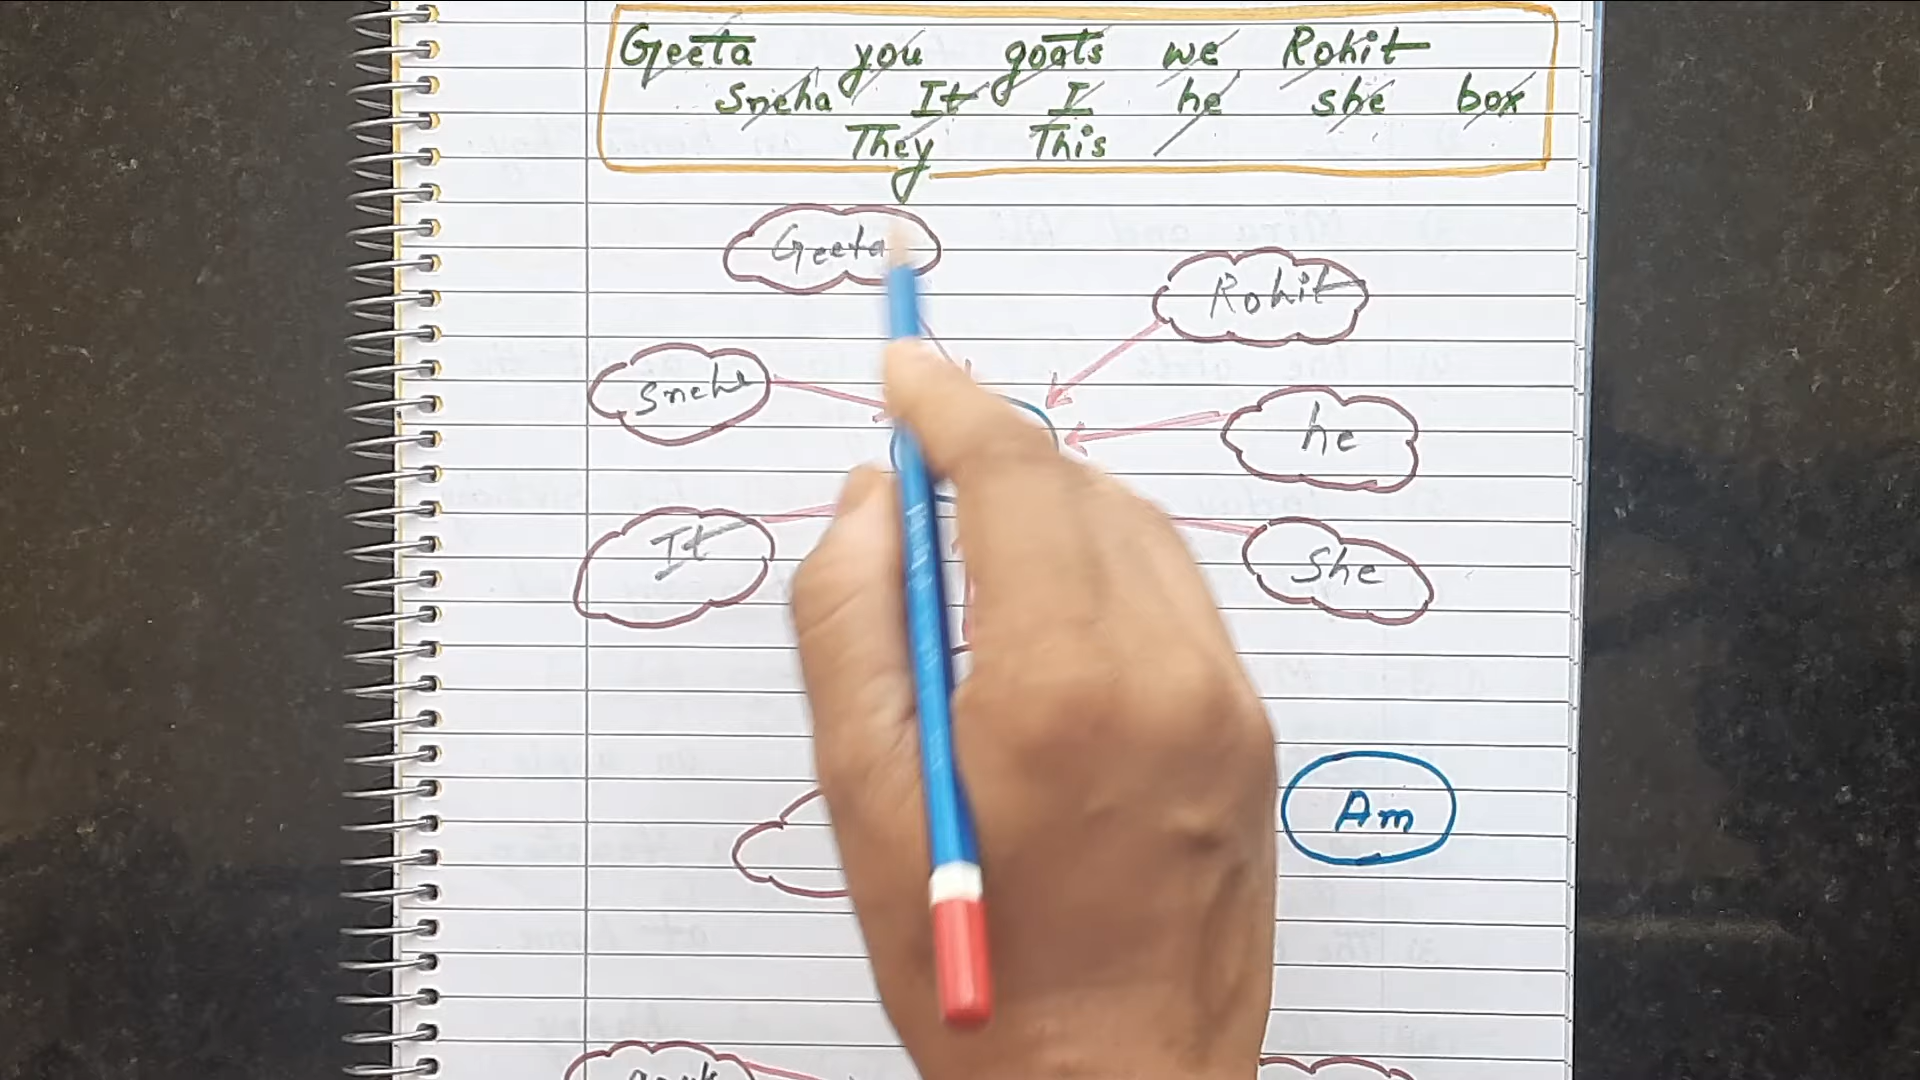 Geeta you goats we Rohit
Sneha It I he she box
They This
Geeta
Rohit
Sneha
he
It
She
Am